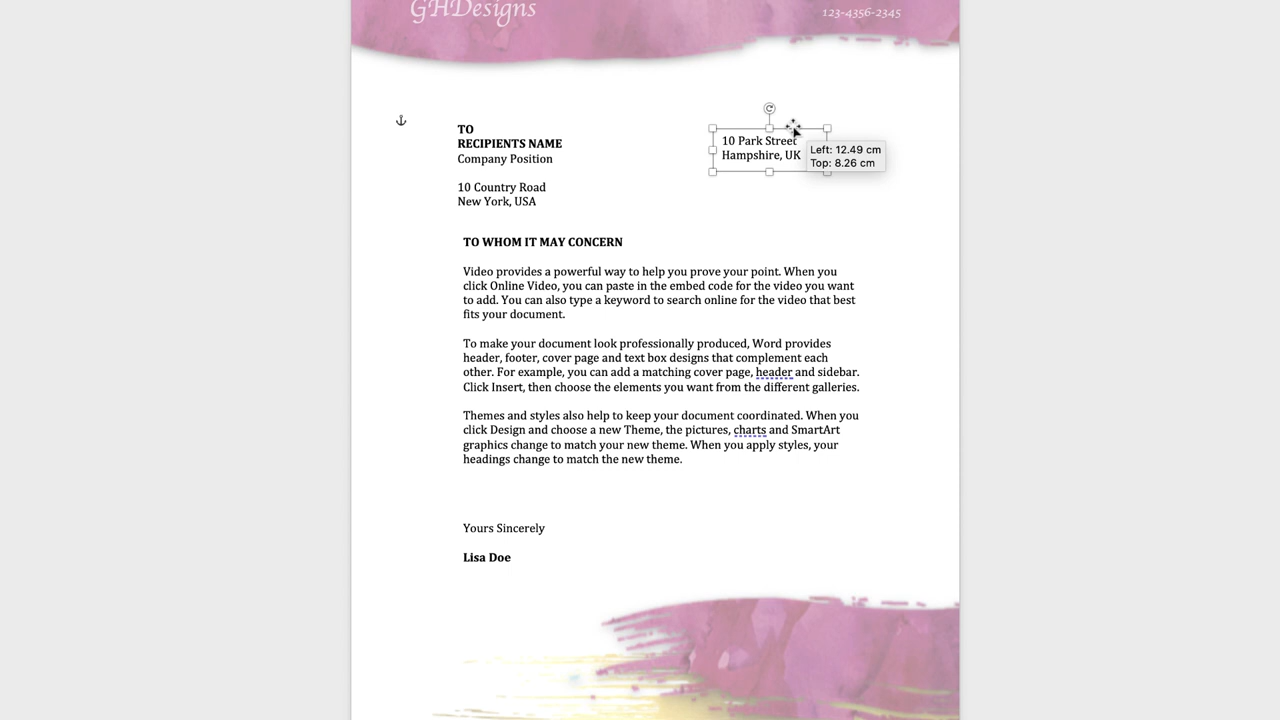 GHDesigns
123-4356-2345
TO
RECIPIENTS NAME
Company Position
10 Country Road
New York, USA
10 Park Street
Hampshire, UK
Left: 12.49 cm
Top: 8.26 cm
TO WHOM IT MAY CONCERN
Video provides a powerful way to help you prove your point. When you
click Online Video, you can paste in the embed code for the video you want
to add. You can also type a keyword to search online for the video that best
fits your document.
To make your document look professionally produced, Word provides
header, footer, cover page and text box designs that complement each
other. For example, you can add a matching cover page, header and sidebar.
Click Insert, then choose the elements you want from the different galleries.
Themes and styles also help to keep your document coordinated. When you
click Design and choose a new Theme, the pictures, charts and SmartArt
graphics change to match your new theme. When you apply styles, your
headings change to match the new theme.
Yours Sincerely
Lisa Doe